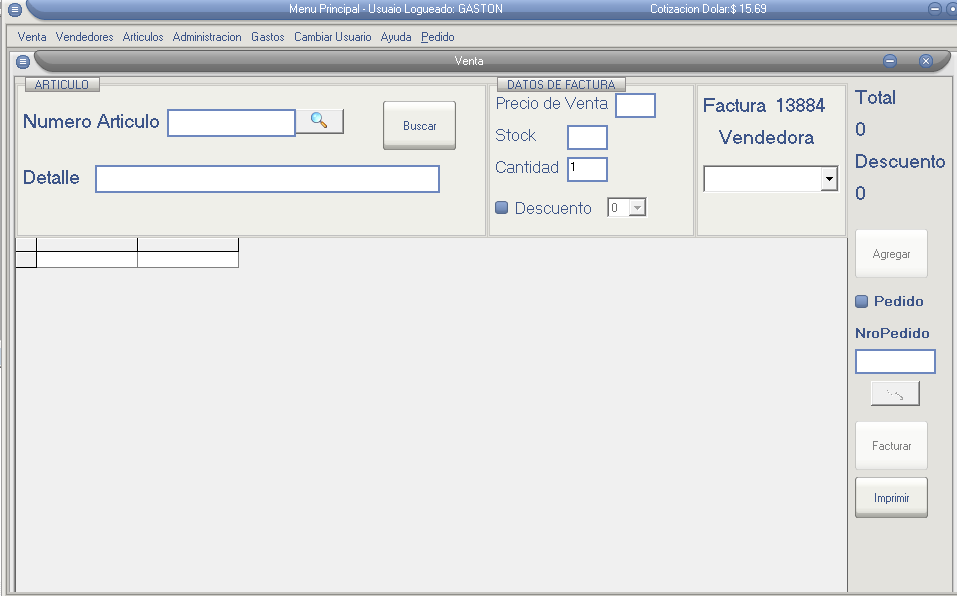 Menu Principal - Usuaio Logueado: GASTON Cotizacion Dolar:$ 15.69
Venta Vendedores Articulos Administracion Gastos Cambiar Usuario Ayuda Pedido
Venta
ARTICULO
Numero Articulo
Buscar
Detalle
DATOS DE FACTURA
Precio de Venta
Stock
Cantidad 1
Descuento 0
Factura 13884
Vendedora
Total
0
Descuento
0
Agregar
Pedido
NroPedido
Facturar
Imprimir